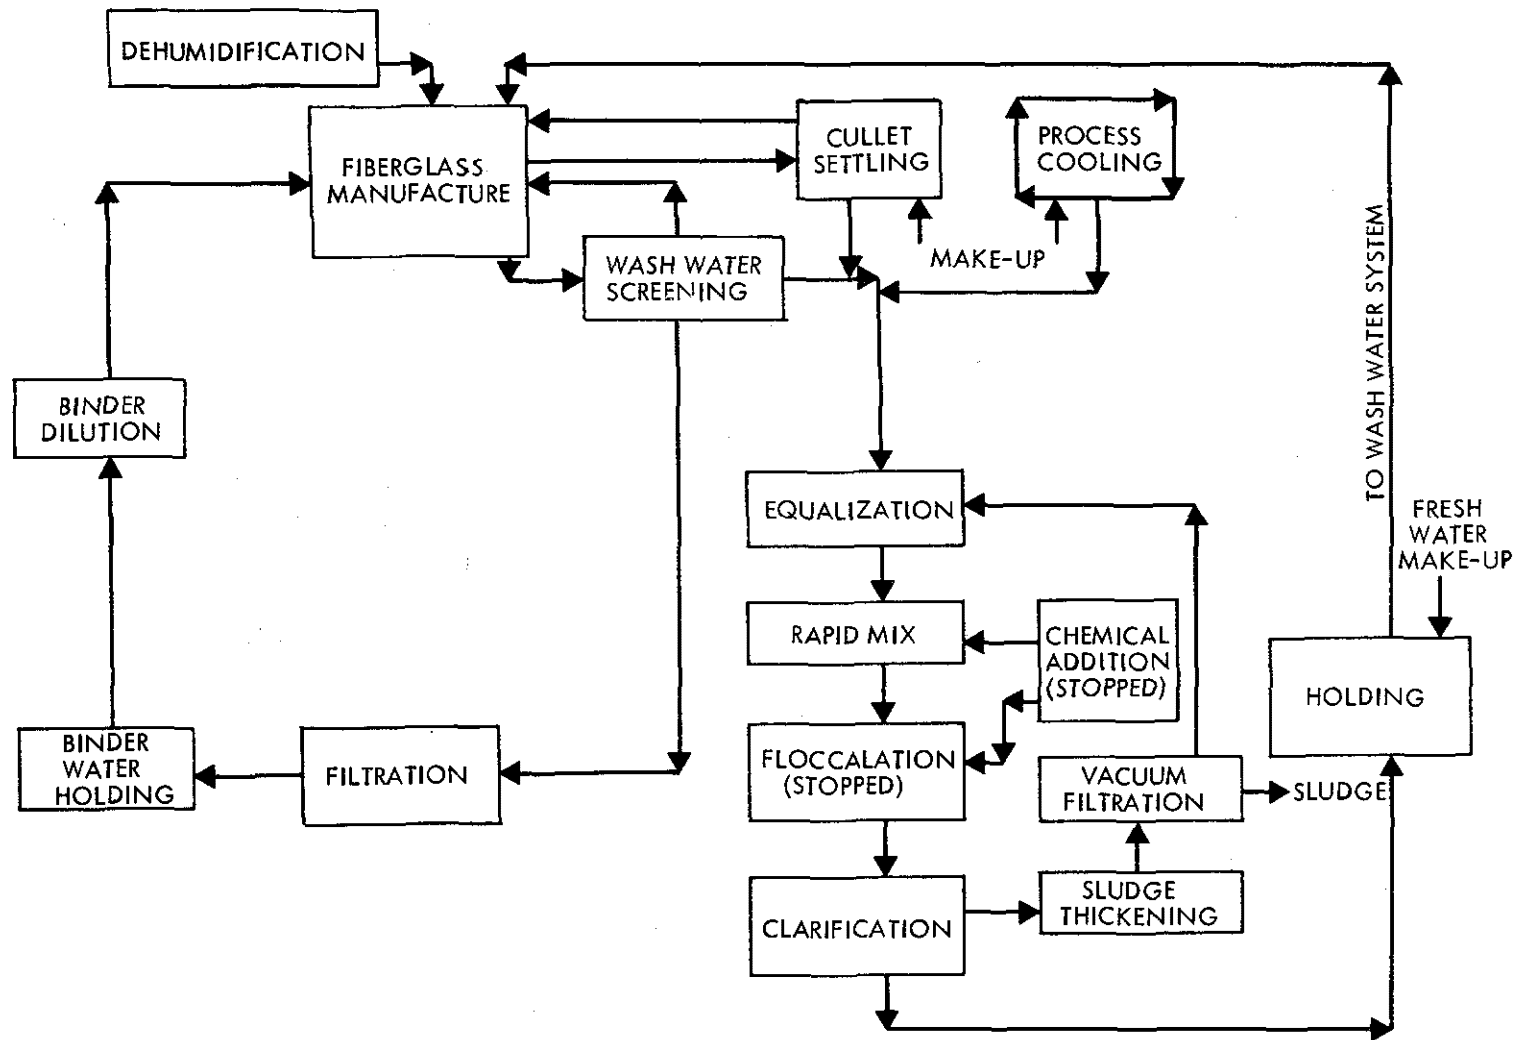 DEHUMIDIFICATION
FIBERGLASS
MANUFACTURE
CULLET
SETTLING
PROCESS
COOLING
WASH WATER
SCREENING
MAKE-UP
TO WASH WATER SYSTEM
BINDER
DILUTION
EQUALIZATION
FRESH
WATER
MAKE-UP
RAPID MIX
CHEMICAL
ADDITION
(STOPPED)
HOLDING
BINDER
WATER
HOLDING
FILTRATION
FLOCCALATION
(STOPPED)
VACUUM
FILTRATION
SLUDGE
CLARIFICATION
SLUDGE
THICKENING